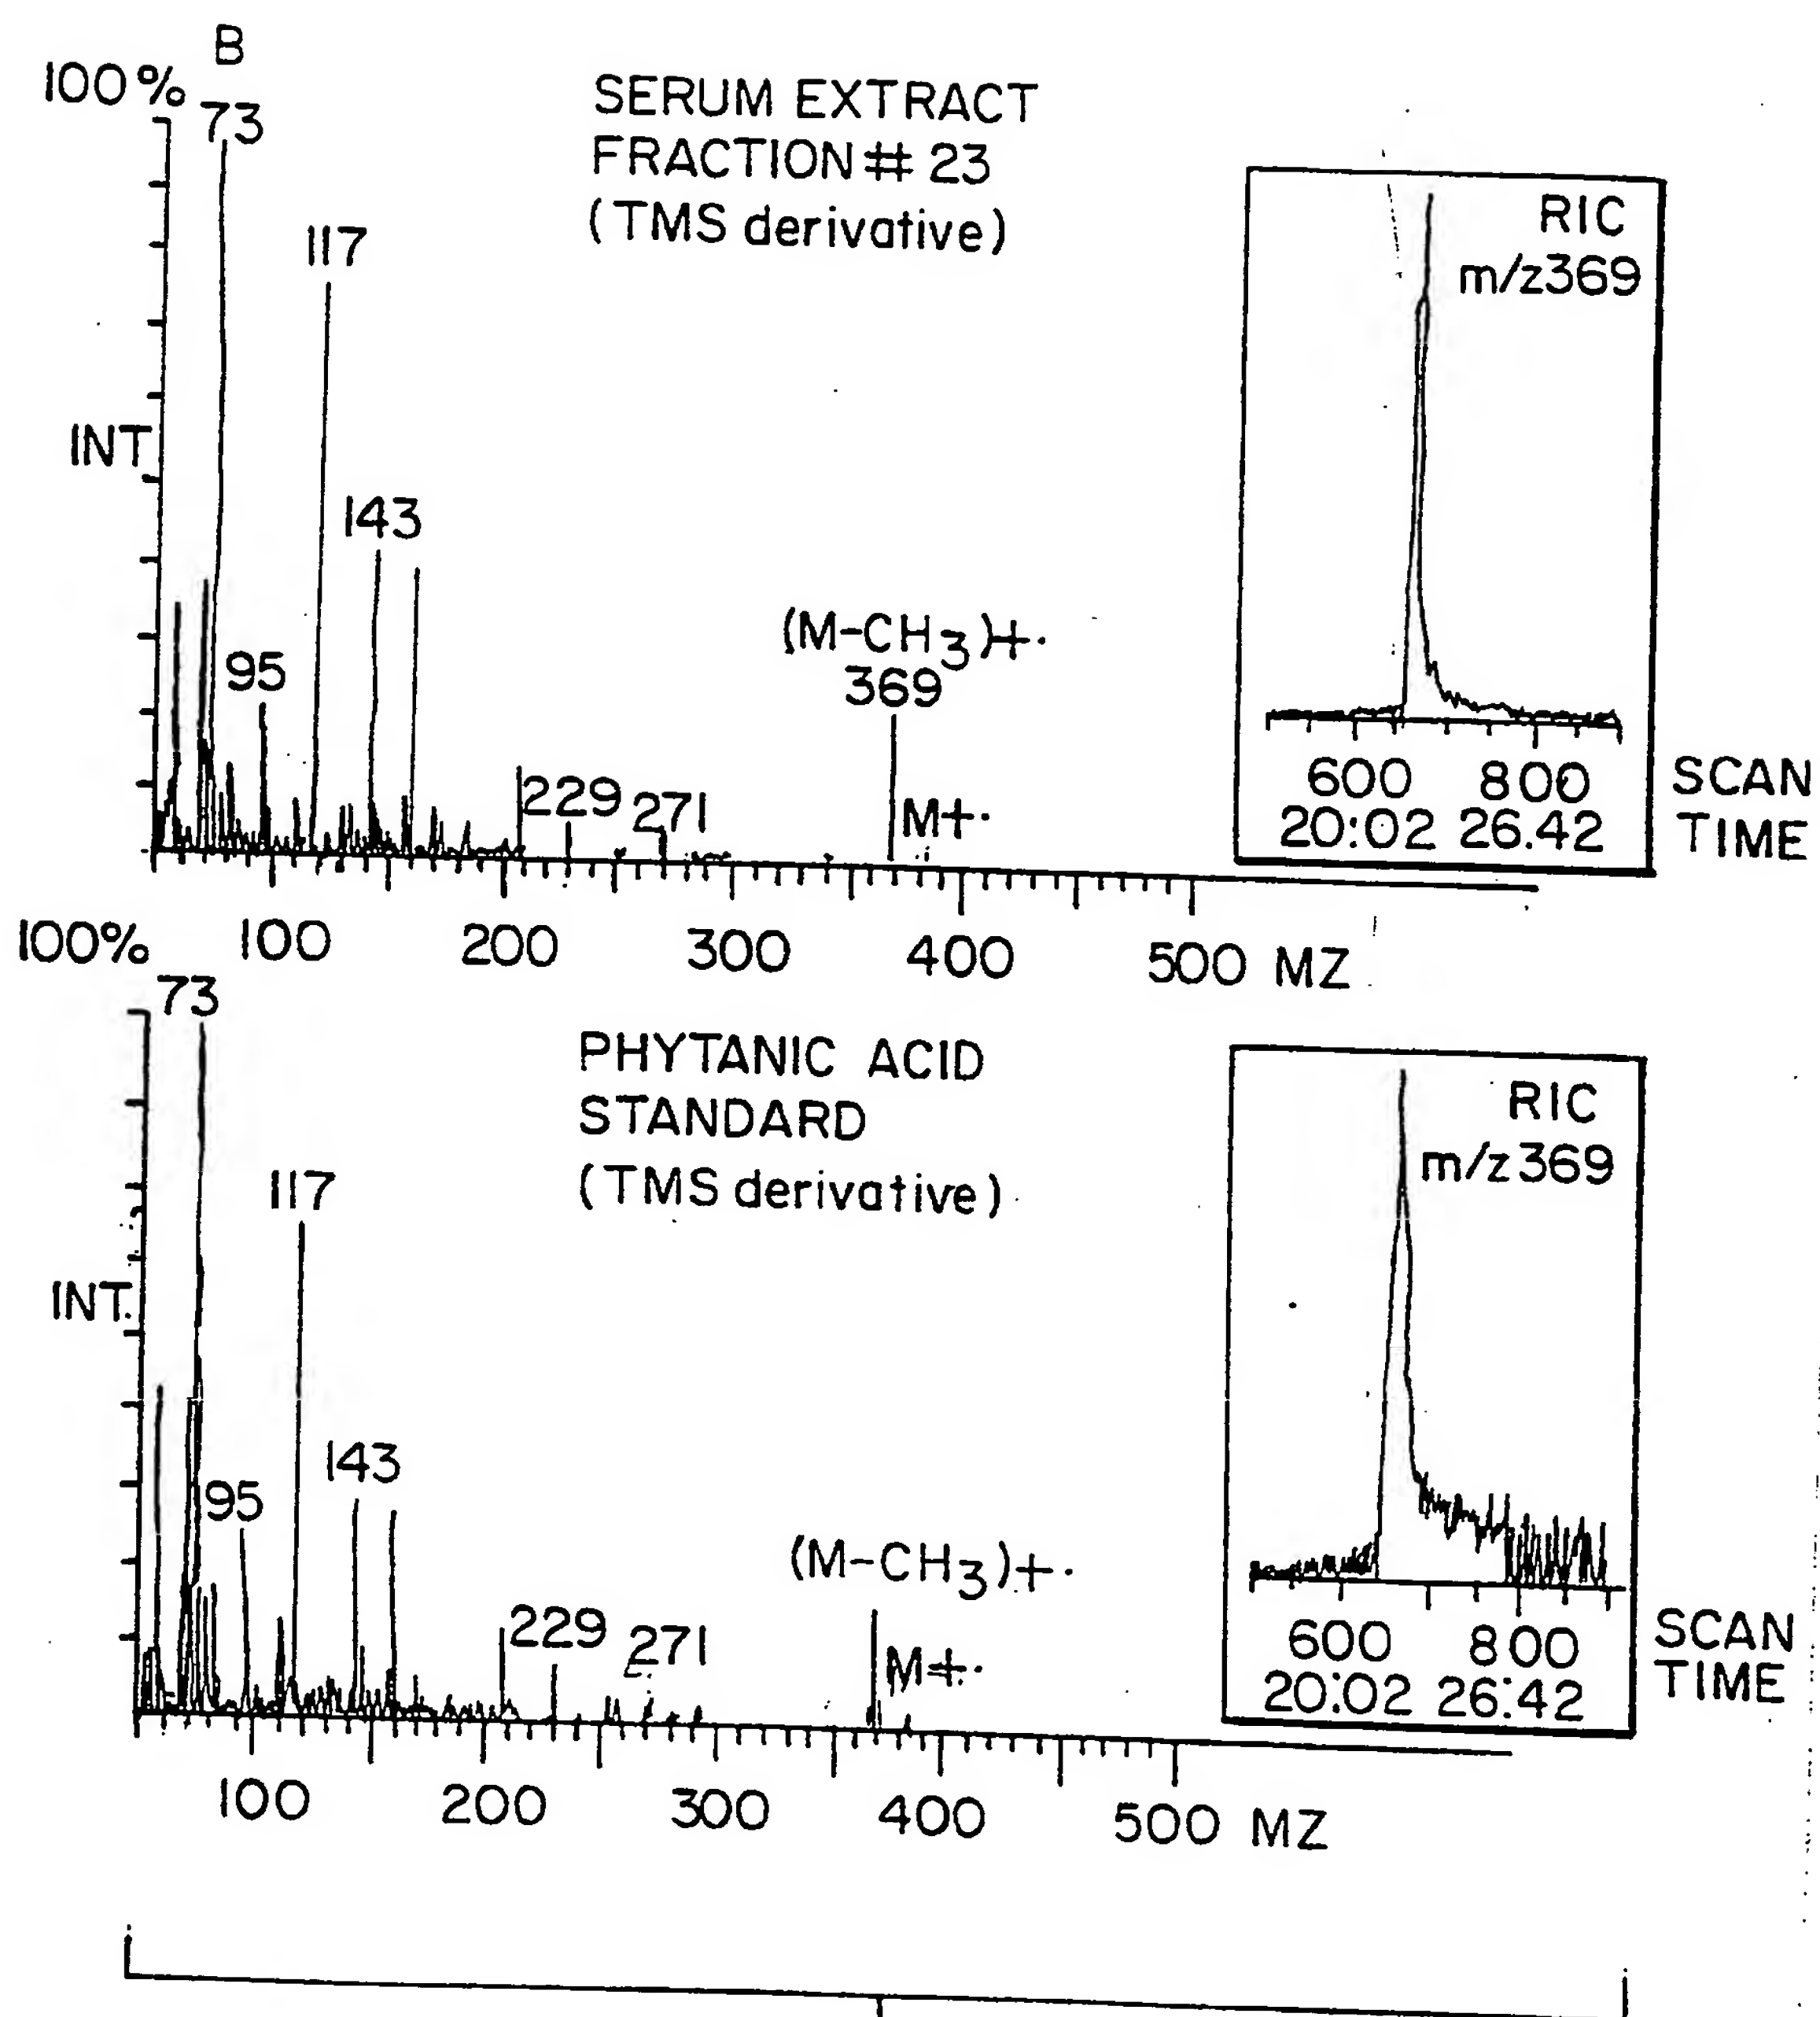 B
100%
73
SERUM EXTRACT
FRACTION # 23
(TMS derivative)
117
143
INT
95
(M-CH3)+·
369
229
271
M+·
RIC
m/z369
600 800 SCAN
20:02 26.42 TIME
100 200 300 400 500 MZ
100%
73
PHYTANIC ACID
STANDARD
(TMS derivative)
117
143
INT.
95
(M-CH3)+·
229
271
M+·
RIC
m/z369
600 800 SCAN
20:02 26:42 TIME
100 200 300 400 500 MZ